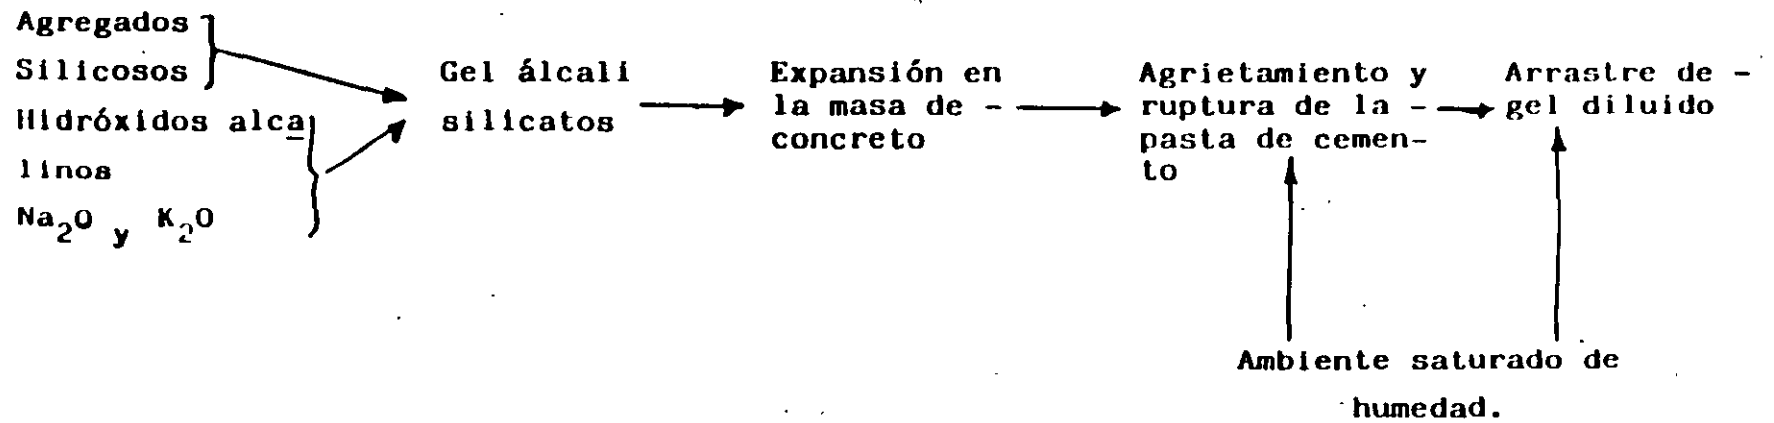 Agregados
Silicosos
Hidróxidos alca
linos
Na₂O y K₂O
Gel álcali
silicatos
Expansión en
la masa de -
concreto
Agrietamiento y
ruptura de la -
pasta de cemen-
to
Arrastre de -
gel diluido
Ambiente saturado de
humedad.